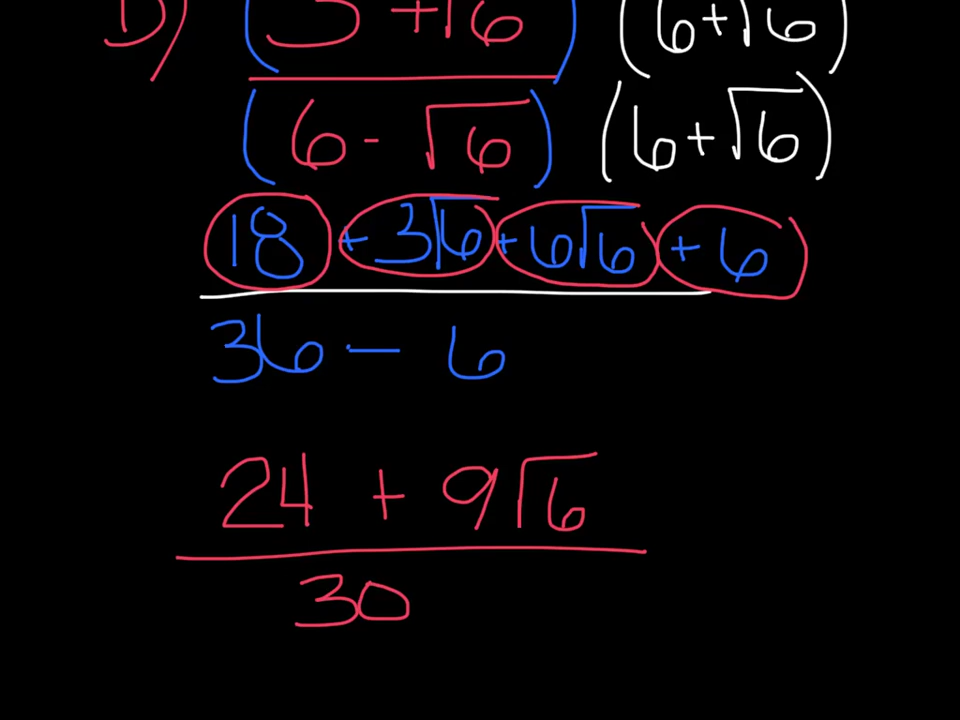 D) (3 + √6) (6 + √6)
(6 - √6) (6 + √6)
18 + 3√6 + 6√6 + 6
36 - 6
24 + 9√6
30